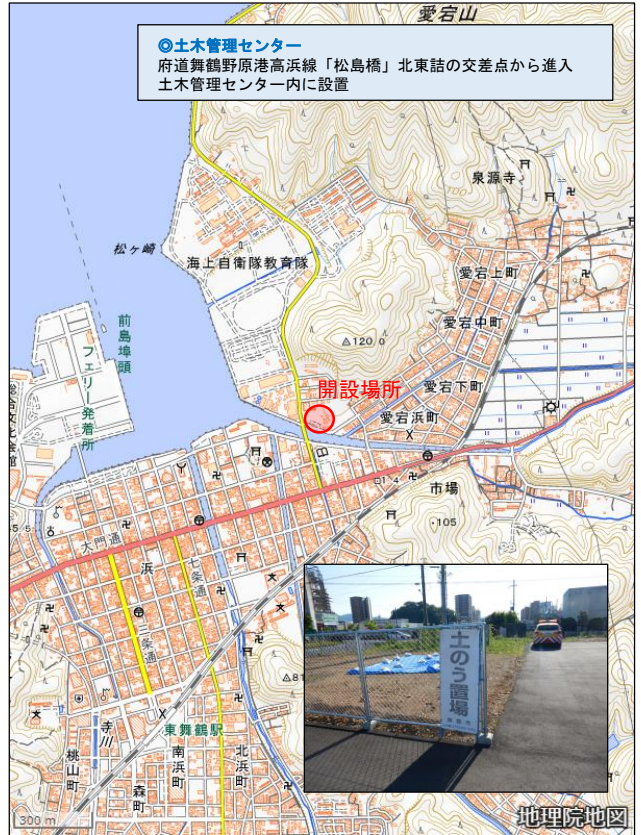 愛宕山
◎土木管理センター
府道舞鶴野原港高浜線「松島橋」北東詰の交差点から進入
土木管理センター内に設置
泉源寺
松ヶ崎
海上自衛隊教育隊
愛宕上町
前島埠頭
フェリー発着所
愛宕中町
△120.0
開設場所
愛宕下町
愛宕浜町
市場
1.4
・105
大門通
浜
七条通
三条通
△81
土のう置場
東舞鶴駅
寺川
桃山町
森町
南浜町
北浜町
300 m
地理院地図